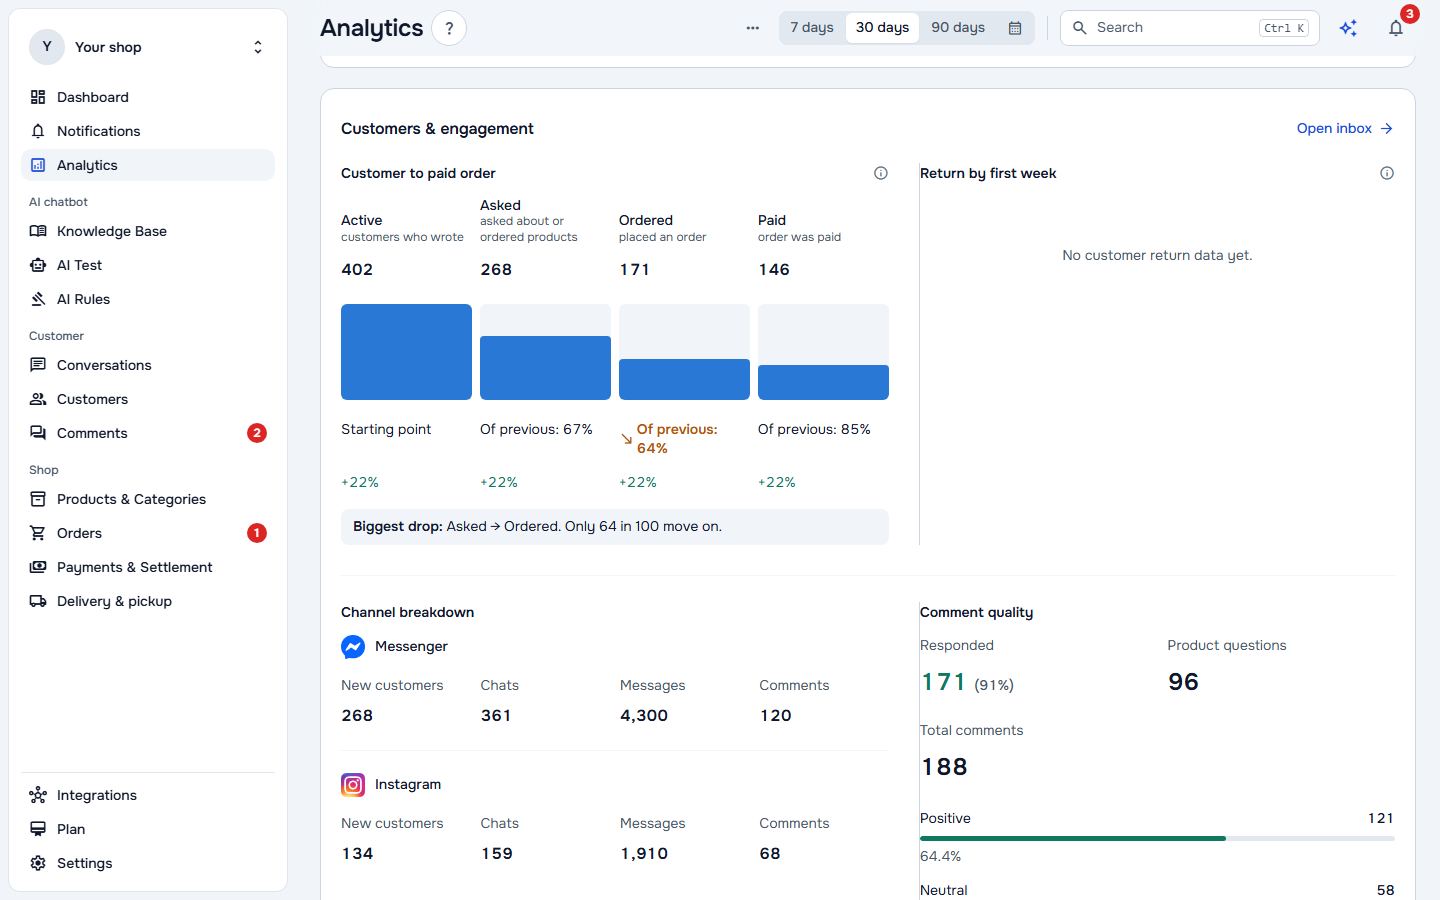 Y
Your shop
Dashboard
Notifications
Analytics
AI chatbot
Knowledge Base
AI Test
AI Rules
Customer
Conversations
Customers
Comments
2
Shop
Products & Categories
Orders
1
Payments & Settlement
Delivery & pickup
Integrations
Plan
Settings
Analytics
?
7 days
30 days
90 days
Search
Ctrl K
3
Customers & engagement
Open inbox
Customer to paid order
Active
customers who wrote
402
Asked
asked about or
ordered products
268
Ordered
placed an order
171
Paid
order was paid
146
Starting point
Of previous: 67%
Of previous:
64%
Of previous: 85%
+22%
+22%
+22%
+22%
Biggest drop: Asked → Ordered. Only 64 in 100 move on.
Return by first week
No customer return data yet.
Channel breakdown
Messenger
New customers
Chats
Messages
Comments
268
361
4,300
120
Instagram
New customers
Chats
Messages
Comments
134
159
1,910
68
Comment quality
Responded
171 (91%)
Product questions
96
Total comments
188
Positive
121
64.4%
Neutral
58